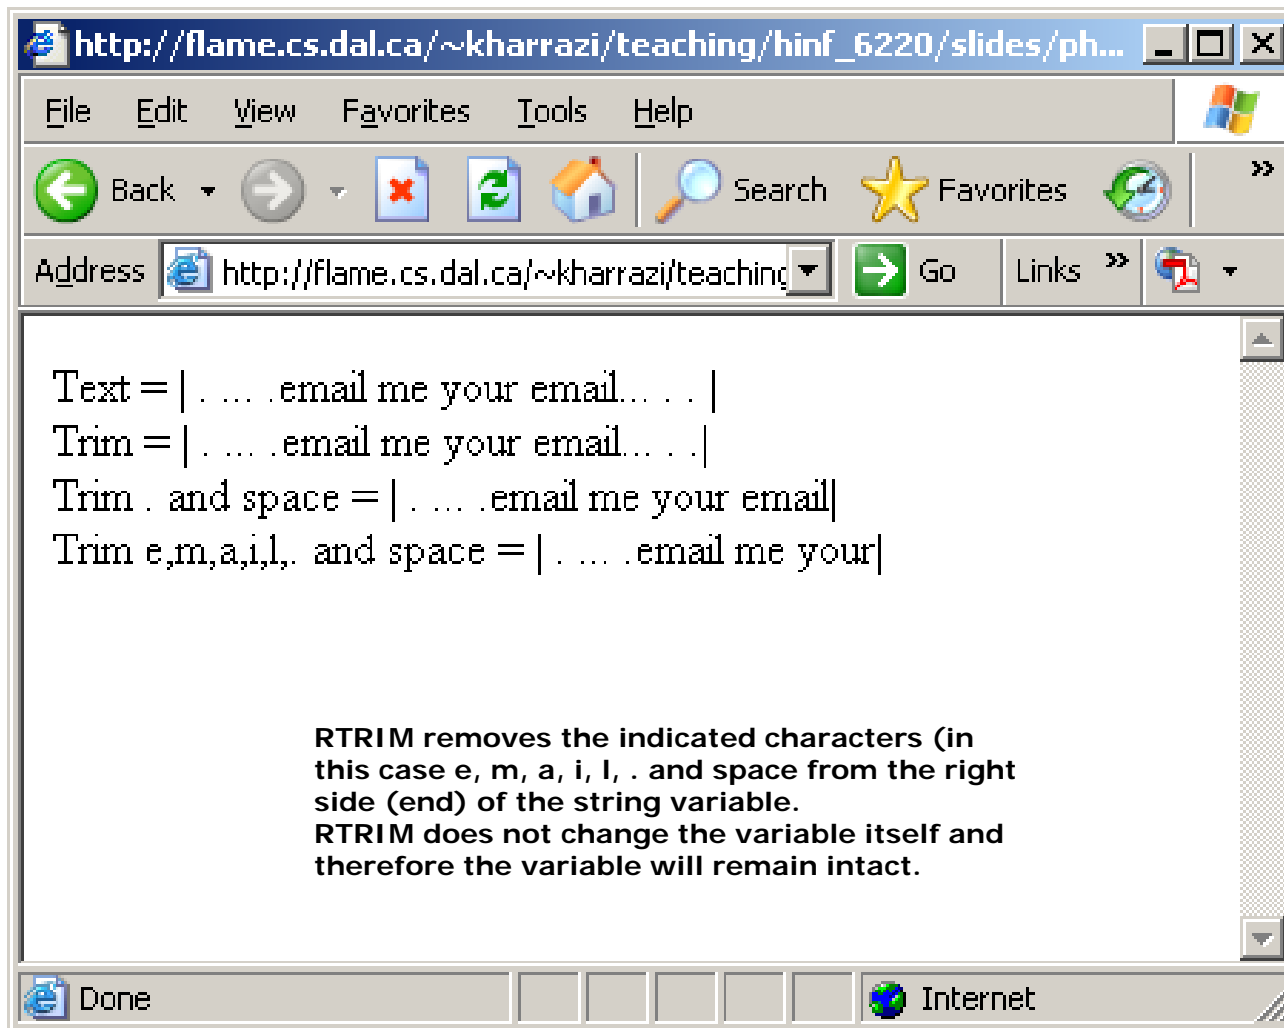 http://flame.cs.dal.ca/~kharrazi/teaching/hinf_6220/slides/ph...
File Edit View Favorites Tools Help
Back Search Favorites »
Address http://flame.cs.dal.ca/~kharrazi/teaching Go Links »
Text = | . ... .email me your email... . . |
Trim = | . ... .email me your email... . .|
Trim . and space = | . ... .email me your email|
Trim e,m,a,i,l,. and space = | . ... .email me your|
RTRIM removes the indicated characters (in
this case e, m, a, i, l, . and space from the right
side (end) of the string variable.
RTRIM does not change the variable itself and
therefore the variable will remain intact.
Done Internet